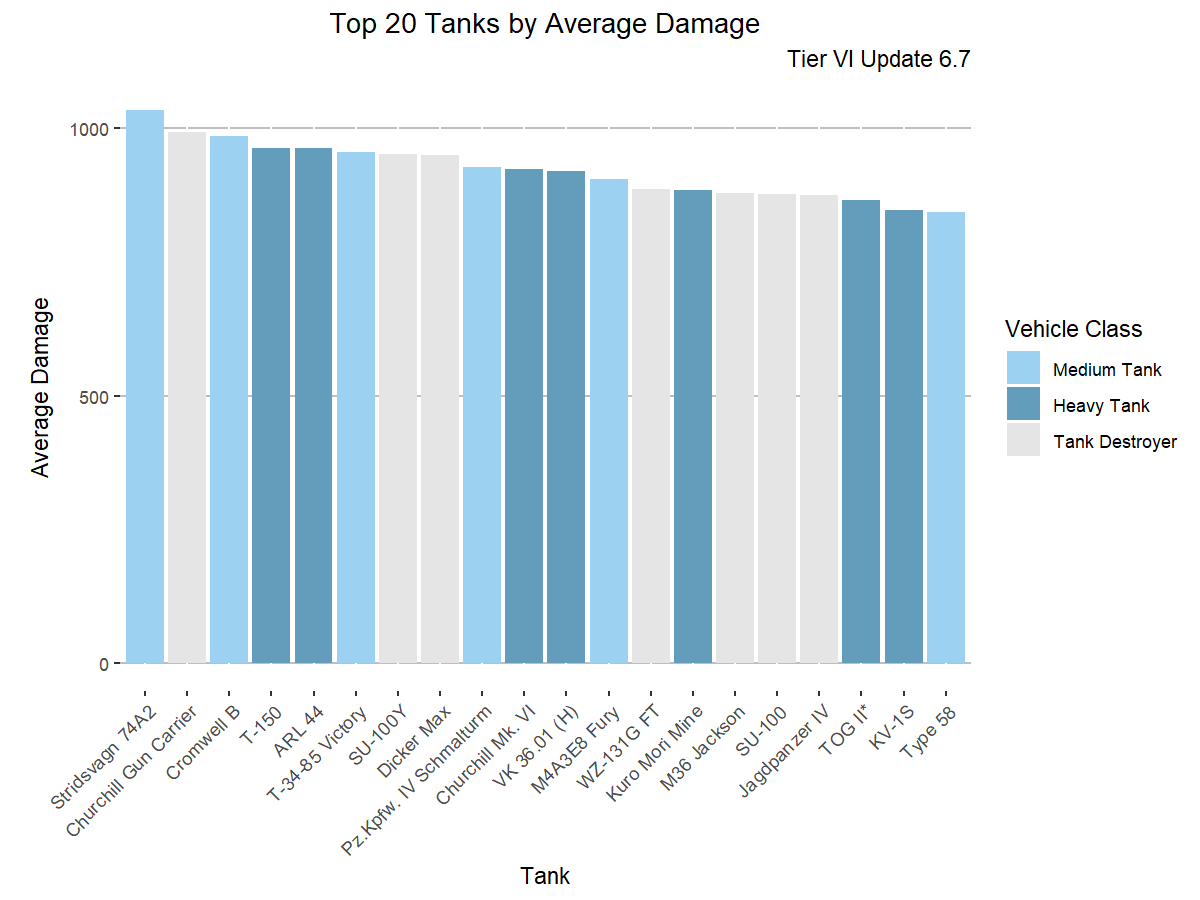 Top 20 Tanks by Average Damage
Tier VI Update 6.7
1000
500
0
Average Damage
Stridsvagn 74A2
Churchill Gun Carrier
Cromwell B
T-150
ARL 44
T-34-85 Victory
SU-100Y
Dicker Max
Pz.Kpfw. IV Schmalturm
Churchill Mk. VI
VK 36.01 (H)
M4A3E8 Fury
WZ-131G FT
Kuro Mori Mine
M36 Jackson
SU-100
Jagdpanzer IV
TOG II*
KV-1S
Type 58
Tank
Vehicle Class
Medium Tank
Heavy Tank
Tank Destroyer